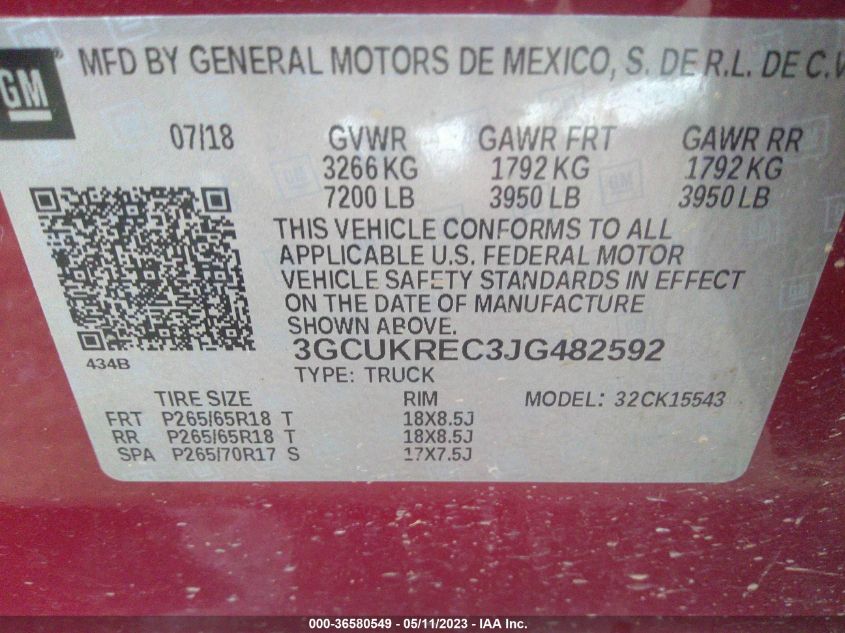 GM
MFD BY GENERAL MOTORS DE MEXICO, S. DE R.L. DE C.V
07/18 GVWR GAWR FRT GAWR RR
3266 KG 1792 KG 1792 KG
7200 LB 3950 LB 3950 LB
THIS VEHICLE CONFORMS TO ALL
APPLICABLE U.S. FEDERAL MOTOR
VEHICLE SAFETY STANDARDS IN EFFECT
ON THE DATE OF MANUFACTURE
SHOWN ABOVE.
434B 3GCUKREC3JG482592
TYPE: TRUCK
TIRE SIZE RIM MODEL: 32CK15543
FRT P265/65R18 T 18X8.5J
RR P265/65R18 T 18X8.5J
SPA P265/70R17 S 17X7.5J
000-36580549 - 05/11/2023 - IAA Inc.